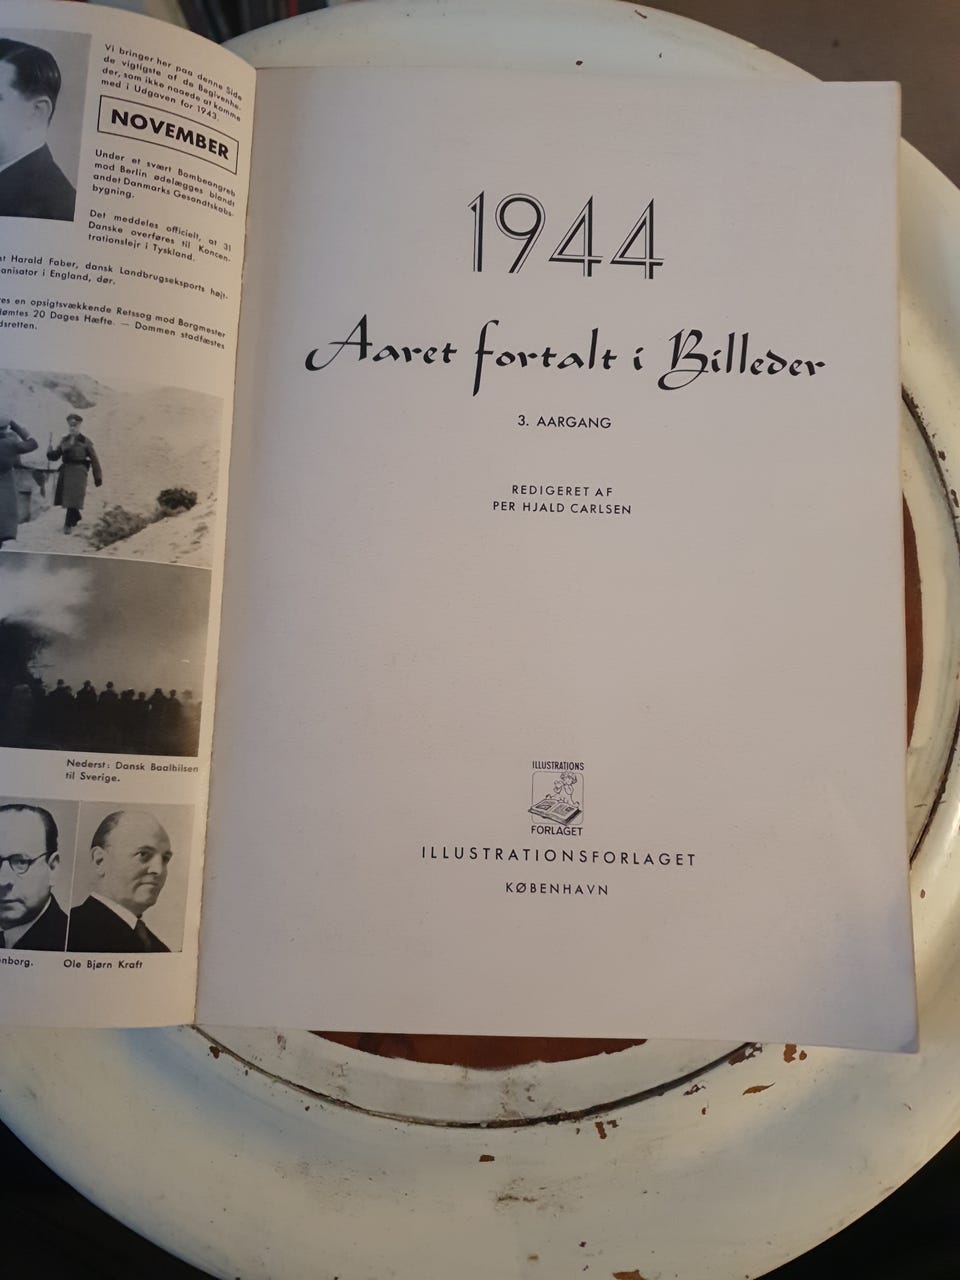 Vi bringer her paa denne Side
de vigtigste af de Begivenhe-
der, som ikke naaede at komme
med i Udgaven for 1943.
NOVEMBER
Under et svært Bombeangreb
mod Berlin ødelægges blandt
andet Danmarks Gesandtskabs-
bygning.
Det meddeles officielt, at 31
Danske overføres til Koncen-
trationslejr i Tyskland.
Harald Faber, dansk Landbrugseksports højt-
i England, dør.
en opsigtsvækkende Retssag mod Borgmester
20 Dages Hæfte. — Dommen stadfæstes
Nederst: Dansk Baalhilsen
til Sverige.
Ole Bjørn Kraft
1944
Aaret fortalt i Billeder
3. AARGANG
REDIGERET AF
PER HJALD CARLSEN
ILLUSTRATIONS
FORLAGET
ILLUSTRATIONSFORLAGET
KØBENHAVN